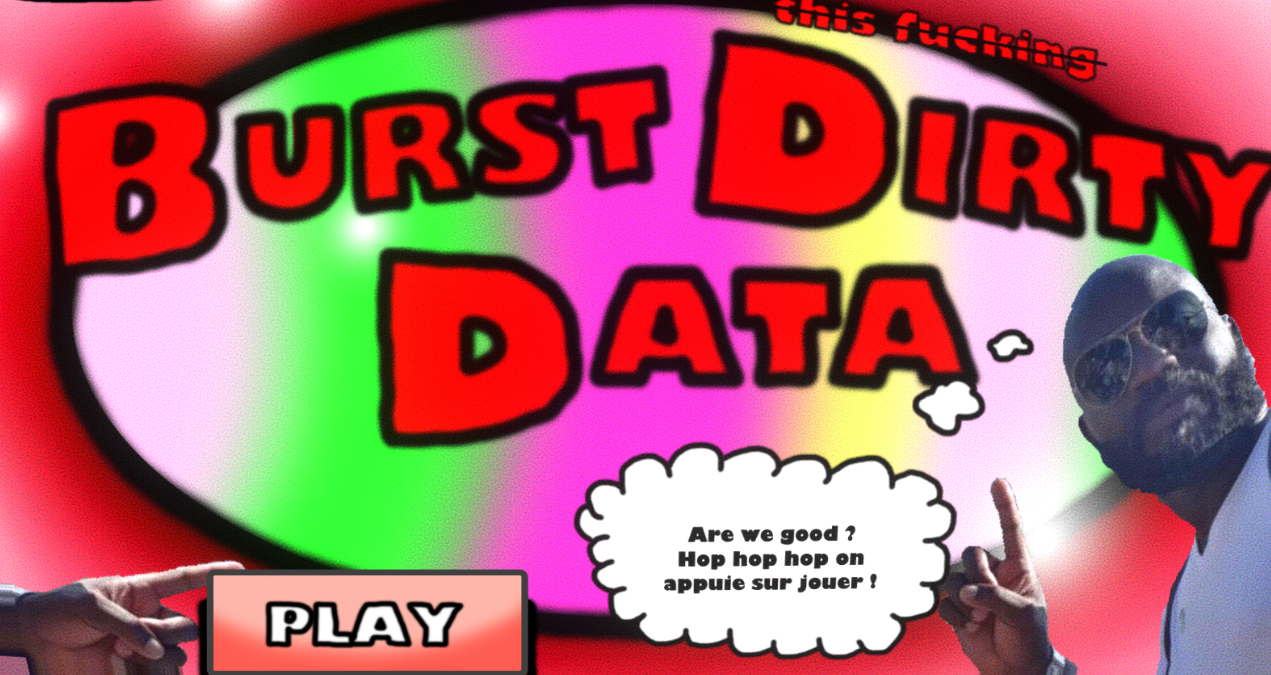 this fucking
BURST DIRTY
DATA
Are we good ?
Hop hop hop on
appuie sur jouer !
PLAY